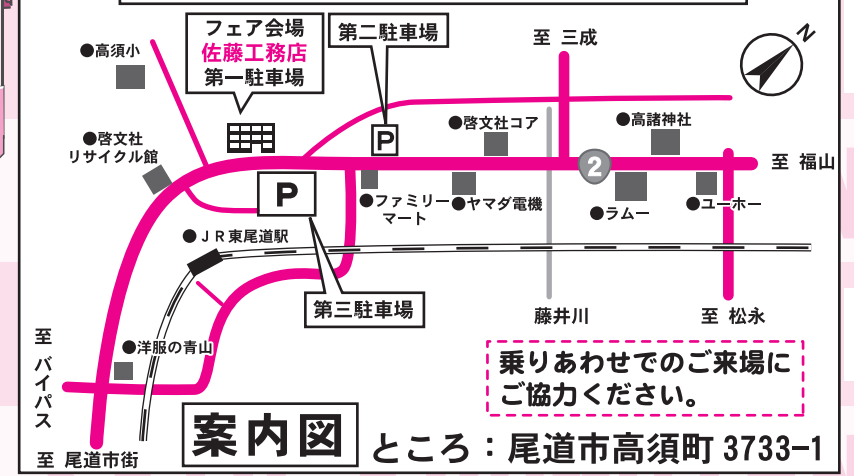 フェア会場
佐藤工務店
第一駐車場
第二駐車場
至 三成
N
●高須小
●啓文社
リサイクル館
P
●啓文社コア
●高諸神社
2
至 福山
P
●ファミリー
マート
●ヤマダ電機
●ラムー
●ユーホー
●JR東尾道駅
第三駐車場
藤井川
至 松永
至 バイパス
●洋服の青山
乗りあわせでのご来場に
ご協力ください。
至 尾道市街
案内図
ところ：尾道市高須町 3733−1